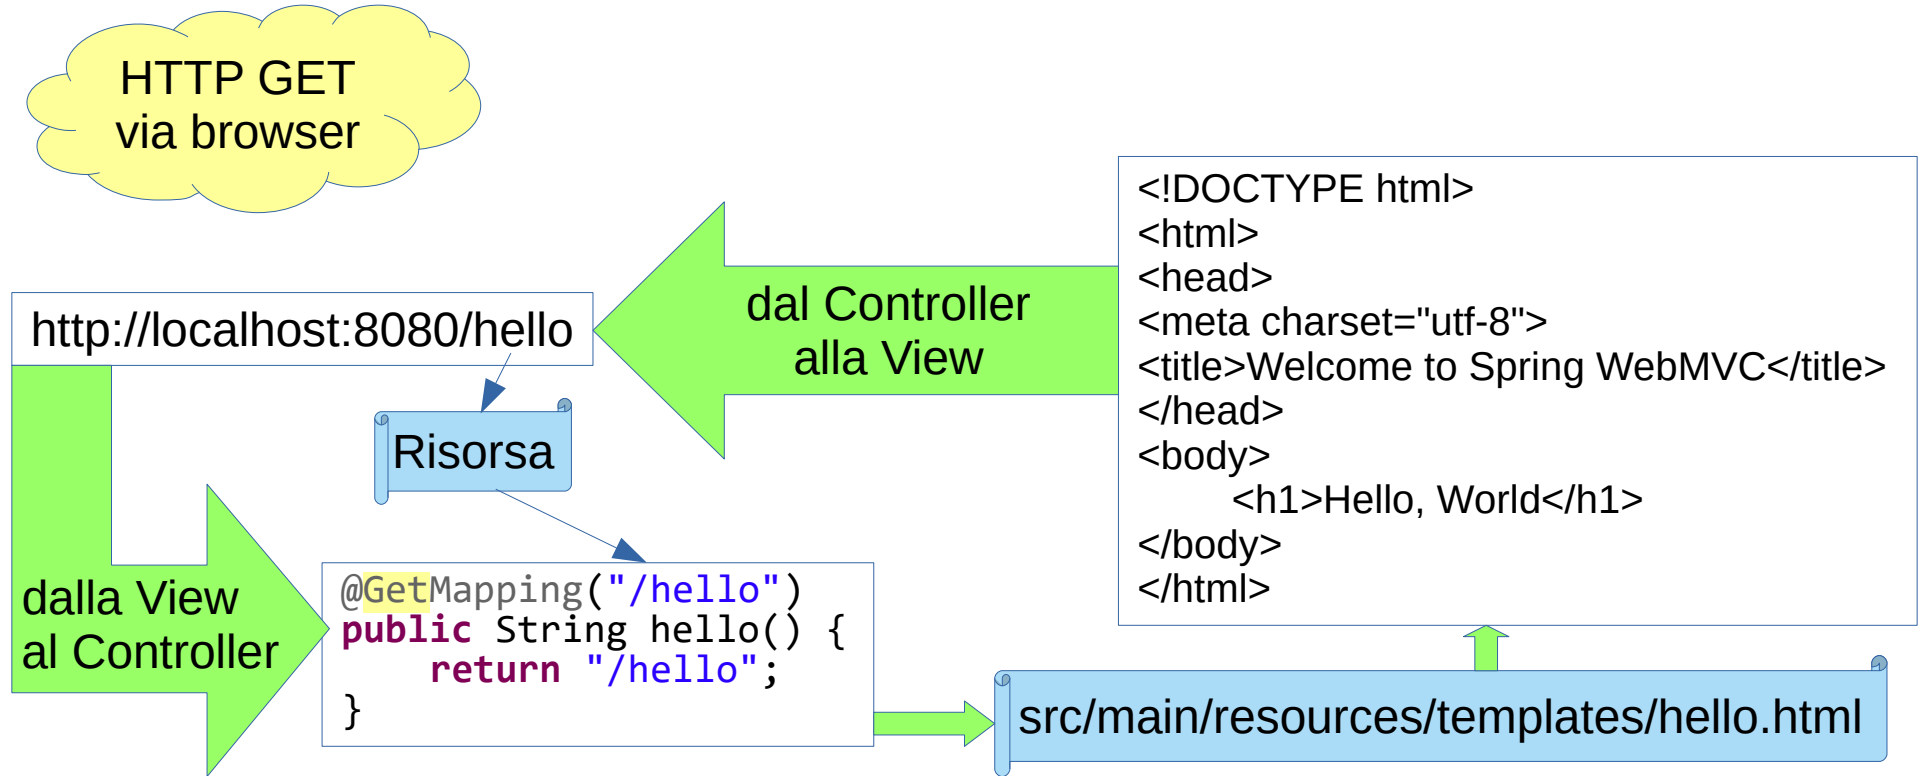 HTTP GET
via browser
http://localhost:8080/hello
dal Controller
alla View
<!DOCTYPE html>
<html>
<head>
<meta charset="utf-8">
<title>Welcome to Spring WebMVC</title>
</head>
<body>
<h1>Hello, World</h1>
</body>
</html>
Risorsa
dalla View
al Controller
@GetMapping("/hello")
public String hello() {
return "/hello";
}
src/main/resources/templates/hello.html